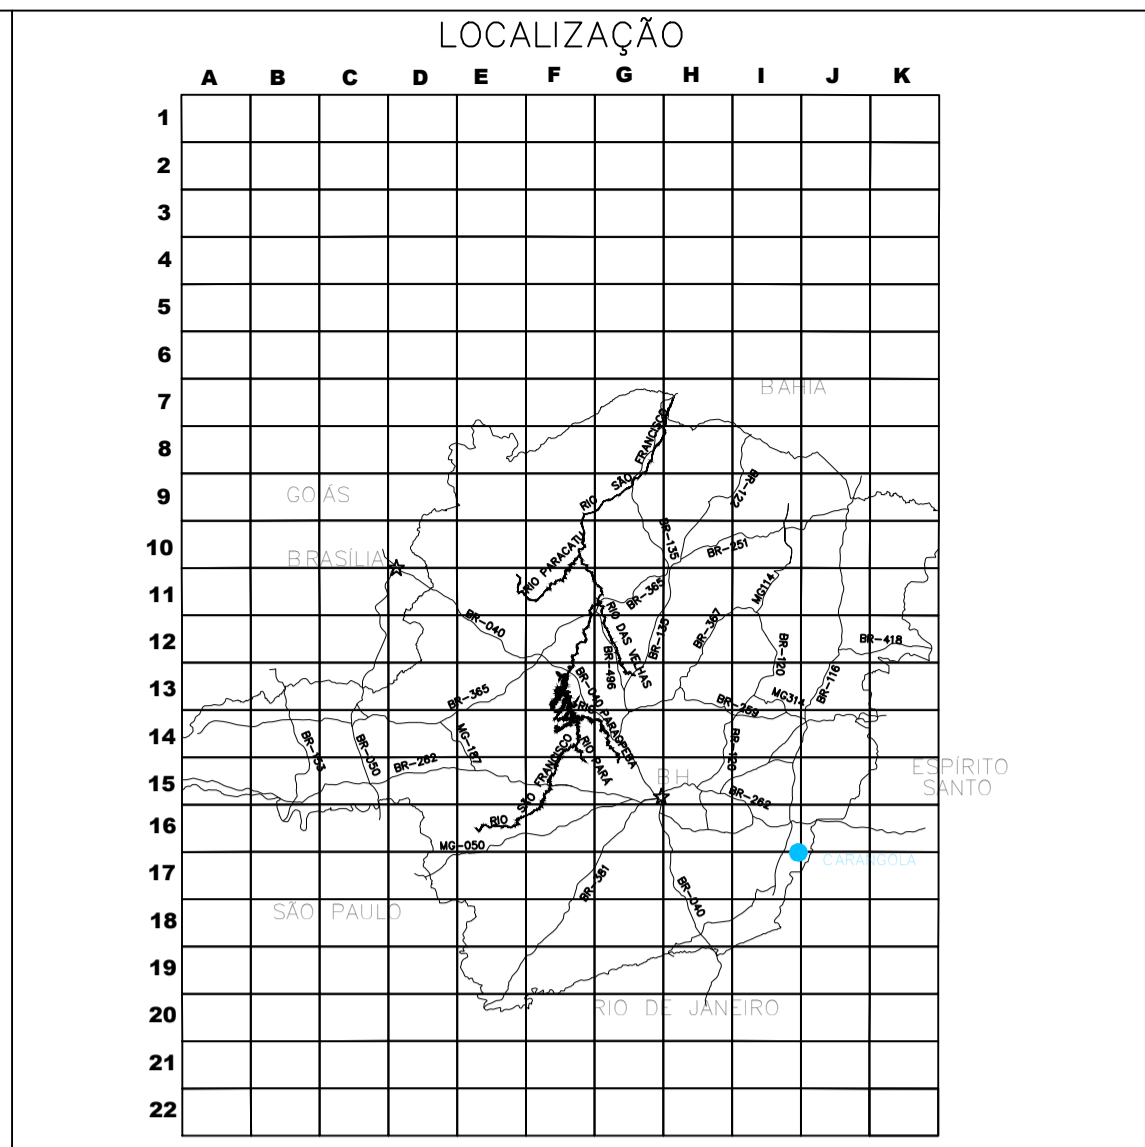 LOCALIZAÇÃO
A B C D E F G H I J K
1
2
3
4
5
6
7
BAHIA
8
RIO SÃO FRANCISCO
9
GOIÁS
BR-122
10
BRASÍLIA
RIO PARACATU
BR-135
BR-251
11
BR-365
MG114
12
BR-040
RIO DAS VELHAS
BR-135
BR-367
BR-120
BR-418
13
BR-365
BR-496
BR-040
BR-259
MG314
BR-116
14
BR-153
BR-050
MG-187
BR-262
RIO PARAOPEBA
RIO PARÁ
BR-120
ESPÍRITO
SANTO
15
BH
BR-262
16
RIO SÃO FRANCISCO
MG-050
17
CARANGOLA
BR-381
BR-040
18
SÃO PAULO
19
20
RIO DE JANEIRO
21
22